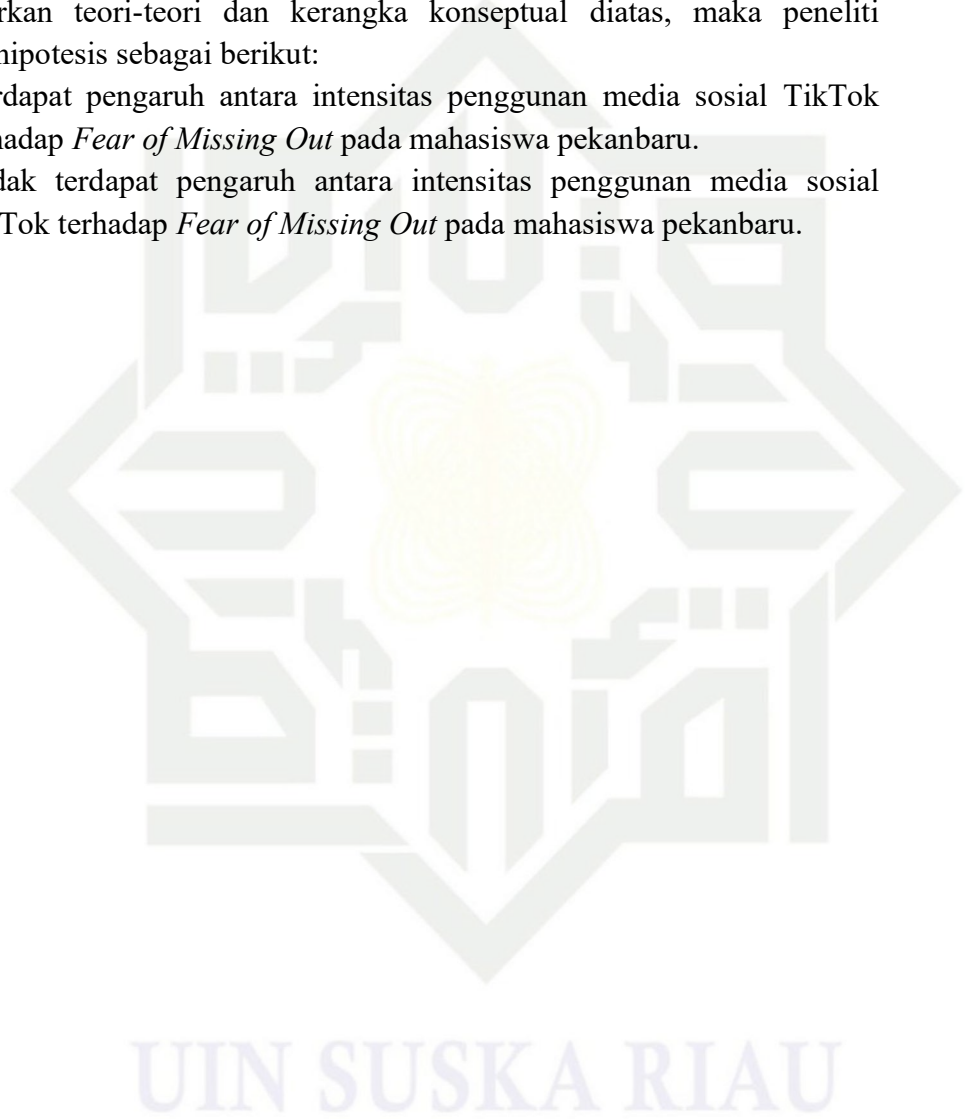 rkan teori-teori dan kerangka konseptual diatas, maka peneliti
hipotesis sebagai berikut:
rdapat pengaruh antara intensitas penggunan media sosial TikTok
hadap Fear of Missing Out pada mahasiswa pekanbaru.
dak terdapat pengaruh antara intensitas penggunan media sosial
Tok terhadap Fear of Missing Out pada mahasiswa pekanbaru.
UIN SUSKA RIAU